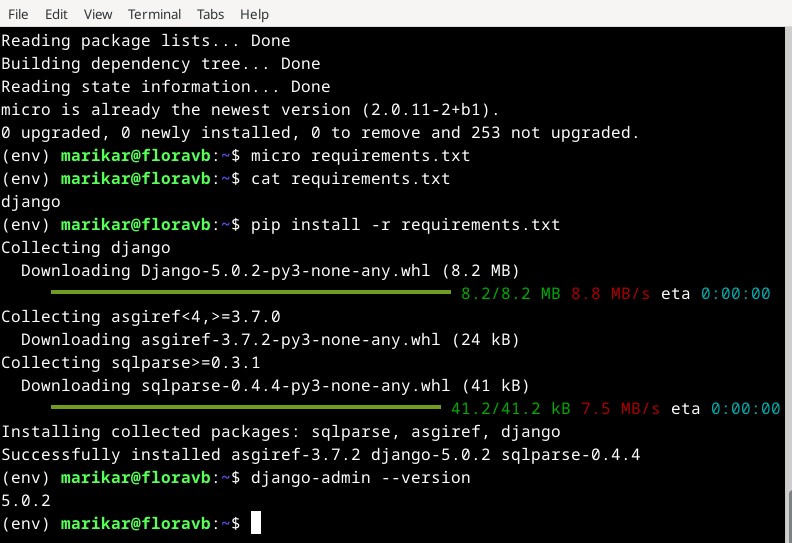 File Edit View Terminal Tabs Help
Reading package lists... Done
Building dependency tree... Done
Reading state information... Done
micro is already the newest version (2.0.11-2+b1).
0 upgraded, 0 newly installed, 0 to remove and 253 not upgraded.
(env) marikar@floravb:~$ micro requirements.txt
(env) marikar@floravb:~$ cat requirements.txt
django
(env) marikar@floravb:~$ pip install -r requirements.txt
Collecting django
  Downloading Django-5.0.2-py3-none-any.whl (8.2 MB)
8.2/8.2 MB 8.8 MB/s eta 0:00:00
Collecting asgiref<4,>=3.7.0
  Downloading asgiref-3.7.2-py3-none-any.whl (24 kB)
Collecting sqlparse>=0.3.1
  Downloading sqlparse-0.4.4-py3-none-any.whl (41 kB)
41.2/41.2 kB 7.5 MB/s eta 0:00:00
Installing collected packages: sqlparse, asgiref, django
Successfully installed asgiref-3.7.2 django-5.0.2 sqlparse-0.4.4
(env) marikar@floravb:~$ django-admin --version
5.0.2
(env) marikar@floravb:~$